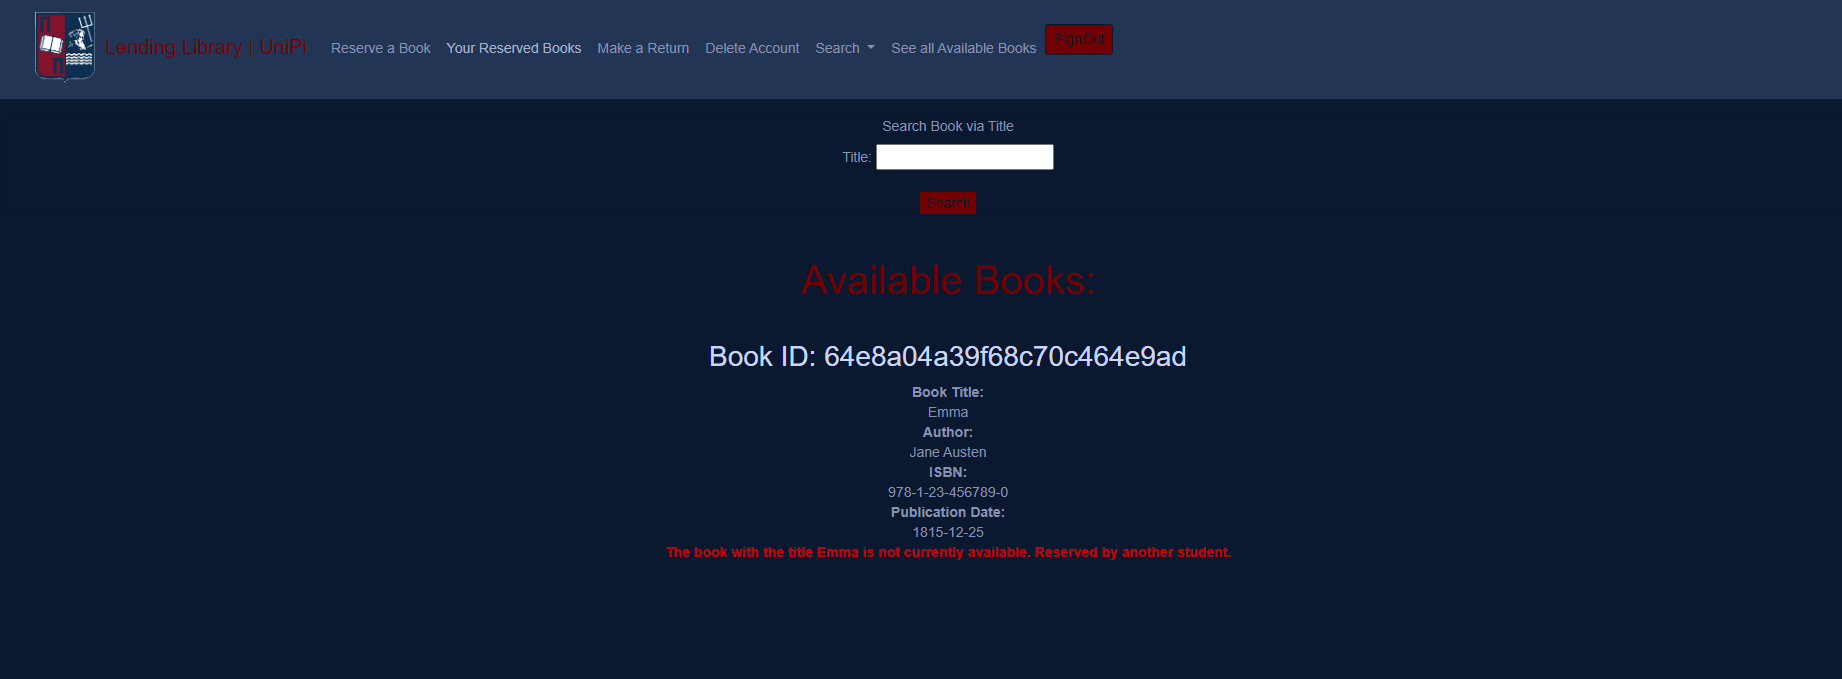 Lending Library | UniPi Reserve a Book Your Reserved Books Make a Return Delete Account Search See all Available Books SignOut
Search Book via Title
Title:
Search
Available Books:
Book ID: 64e8a04a39f68c70c464e9ad
Book Title:
Emma
Author:
Jane Austen
ISBN:
978-1-23-456789-0
Publication Date:
1815-12-25
The book with the title Emma is not currently available. Reserved by another student.